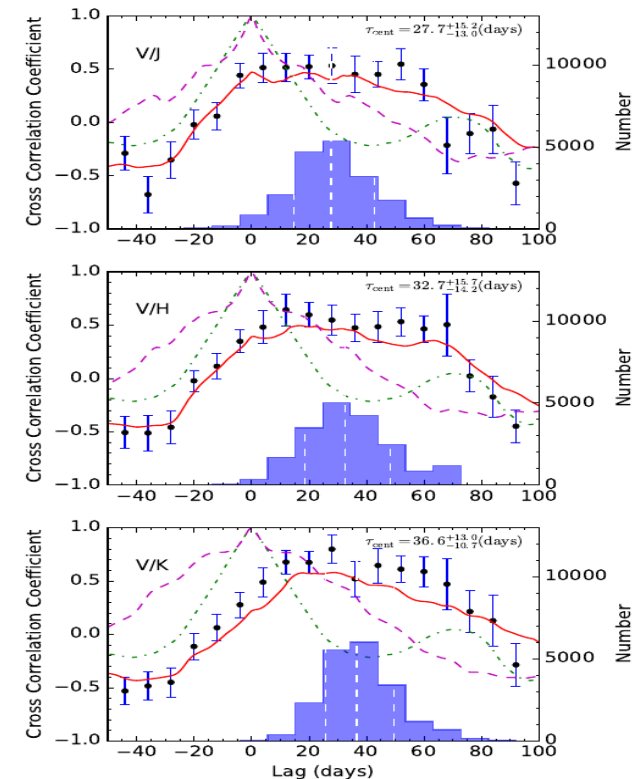 1.0
0.5
0.0
−0.5
−1.0
Cross Correlation Coefficient
V/J
τcent=27.7+15.2−13.0(days)
10000
5000
0
Number
−40 −20 0 20 40 60 80 100
1.0
0.5
0.0
−0.5
−1.0
Cross Correlation Coefficient
V/H
τcent=32.7+15.7−14.2(days)
10000
5000
0
Number
−40 −20 0 20 40 60 80 100
1.0
0.5
0.0
−0.5
−1.0
Cross Correlation Coefficient
V/K
τcent=36.6+13.0−10.7(days)
10000
5000
0
Number
−40 −20 0 20 40 60 80 100
Lag (days)